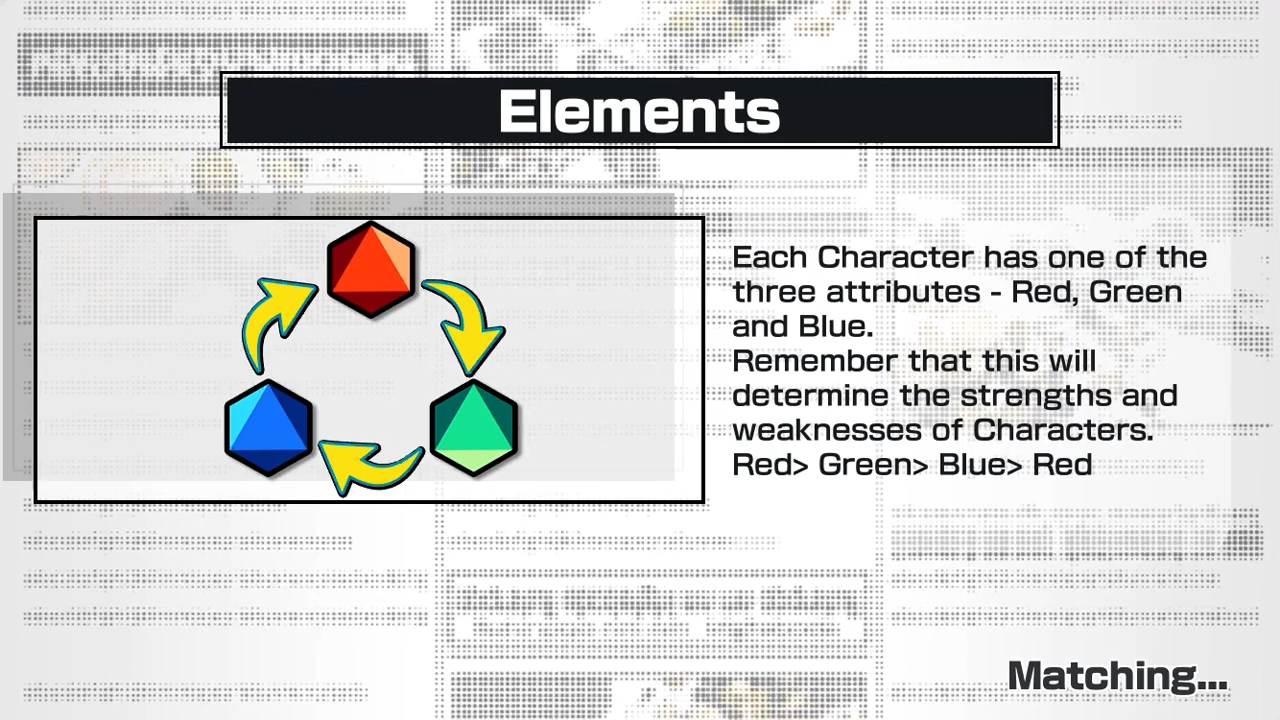 Elements
Each Character has one of the
three attributes - Red, Green
and Blue.
Remember that this will
determine the strengths and
weaknesses of Characters.
Red> Green> Blue> Red
Matching...